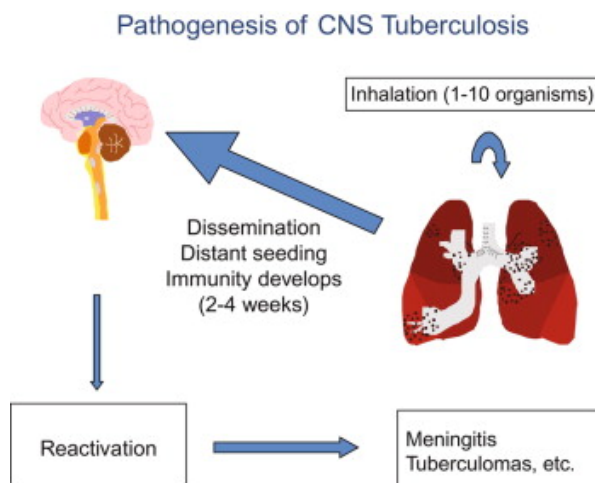 Pathogenesis of CNS Tuberculosis
Inhalation (1-10 organisms)
Dissemination
Distant seeding
Immunity develops
(2-4 weeks)
Reactivation
Meningitis
Tuberculomas, etc.